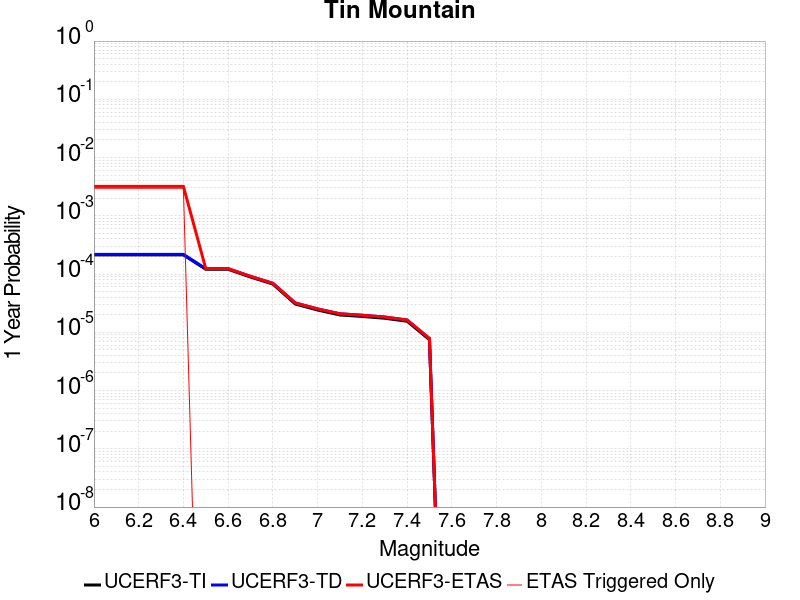 Tin Mountain
10^0
10^-1
10^-2
10^-3
10^-4
10^-5
10^-6
10^-7
10^-8
1 Year Probability
6 6.2 6.4 6.6 6.8 7 7.2 7.4 7.6 7.8 8 8.2 8.4 8.6 8.8 9
Magnitude
UCERF3-TI UCERF3-TD UCERF3-ETAS ETAS Triggered Only